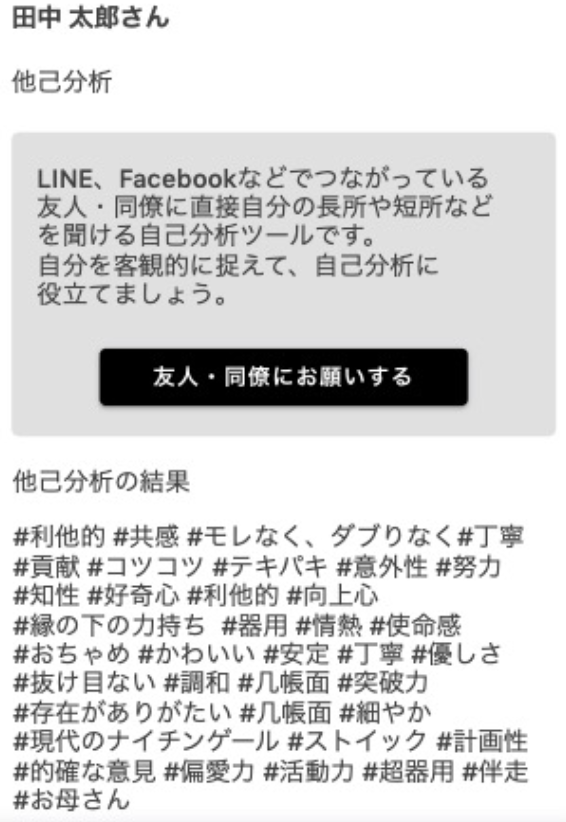 田中 太郎さん
他己分析
LINE、Facebookなどでつながっている
友人・同僚に直接自分の長所や短所など
を聞ける自己分析ツールです。
自分を客観的に捉えて、自己分析に
役立てましょう。
友人・同僚にお願いする
他己分析の結果
#利他的 #共感 #モレなく、ダブりなく#丁寧
#貢献 #コツコツ #テキパキ #意外性 #努力
#知性 #好奇心 #利他的 #向上心
#縁の下の力持ち #器用 #情熱 #使命感
#おちゃめ #かわいい #安定 #丁寧 #優しさ
#抜け目ない #調和 #几帳面 #突破力
#存在がありがたい #几帳面 #細やか
#現代のナイチンゲール #ストイック #計画性
#的確な意見 #偏愛力 #活動力 #超器用 #伴走
#お母さん